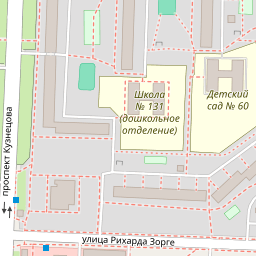 Школа
№ 131
(дошкольное
отделение)
Детский
сад № 60
проспект Кузнецова
улица Рихарда Зорге